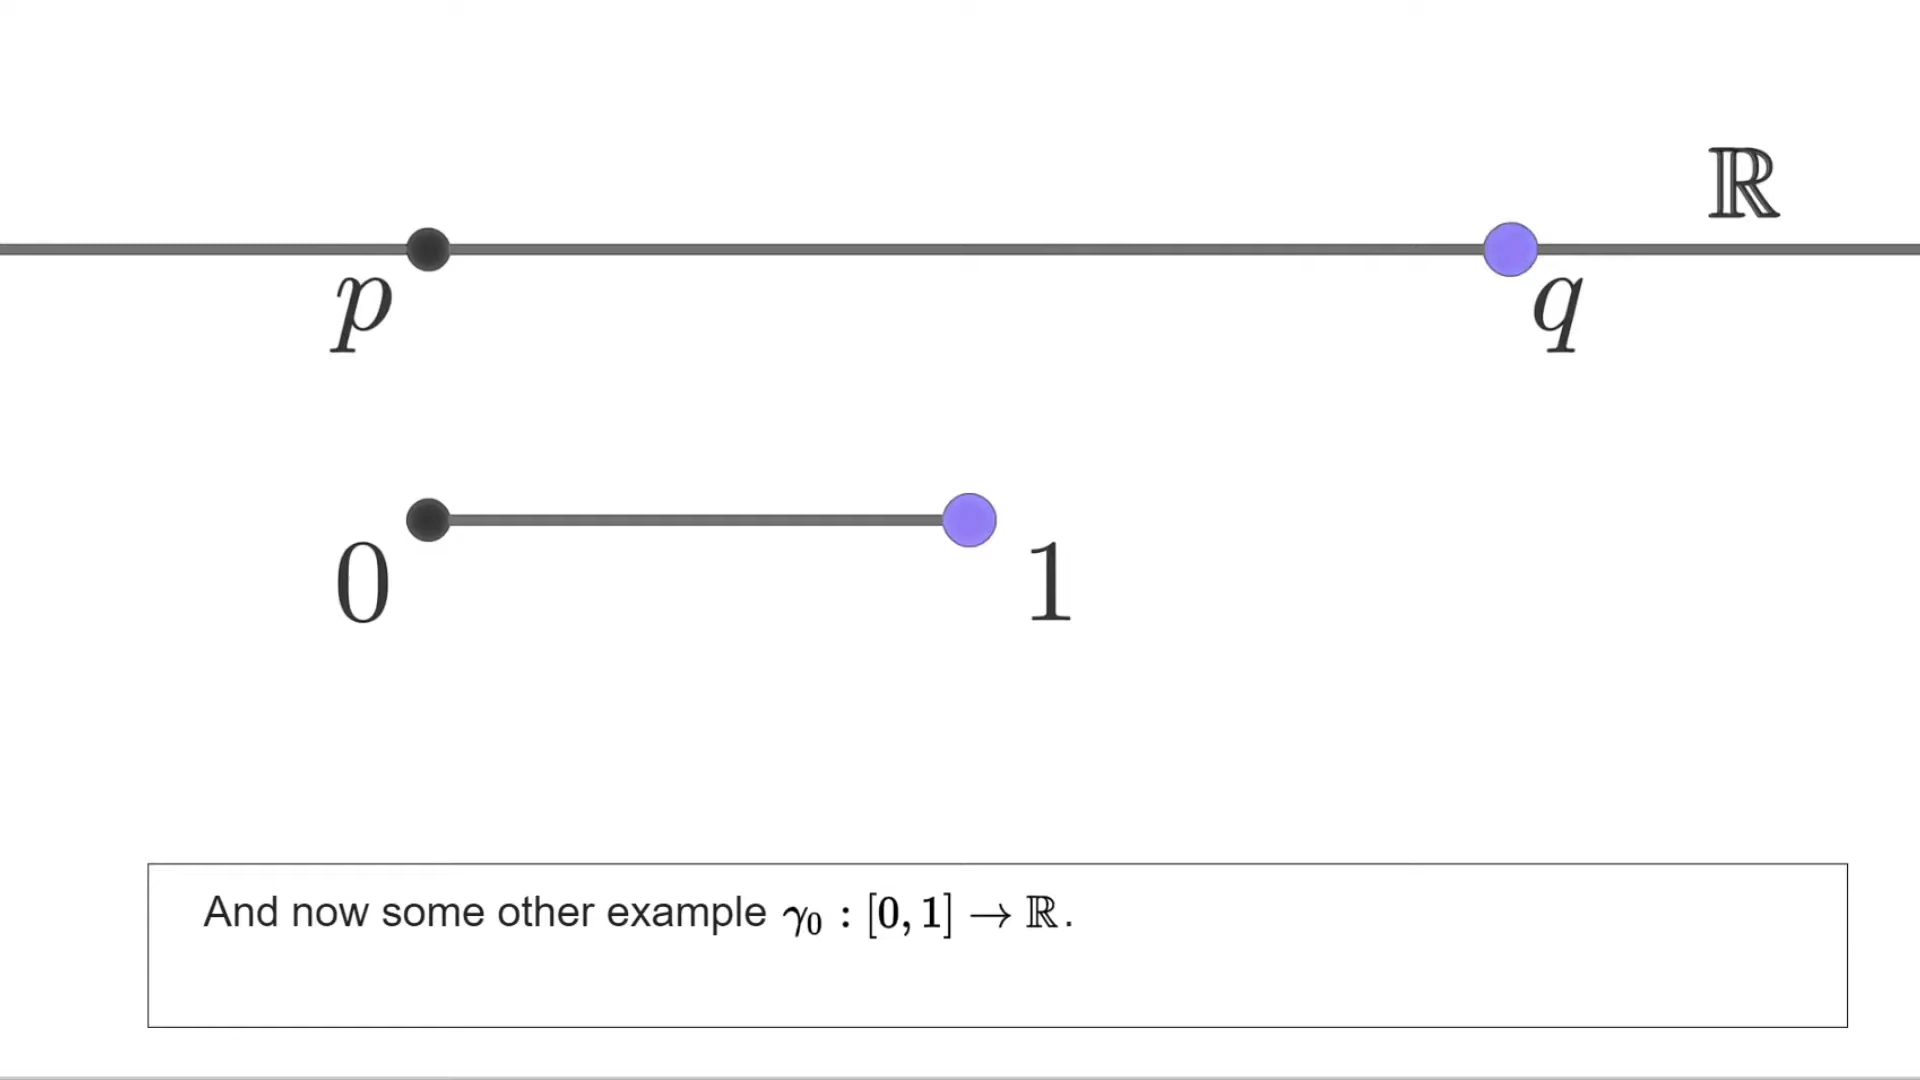 ℝ
p
q
0
1
And now some other example γ₀ : [0, 1] → ℝ.